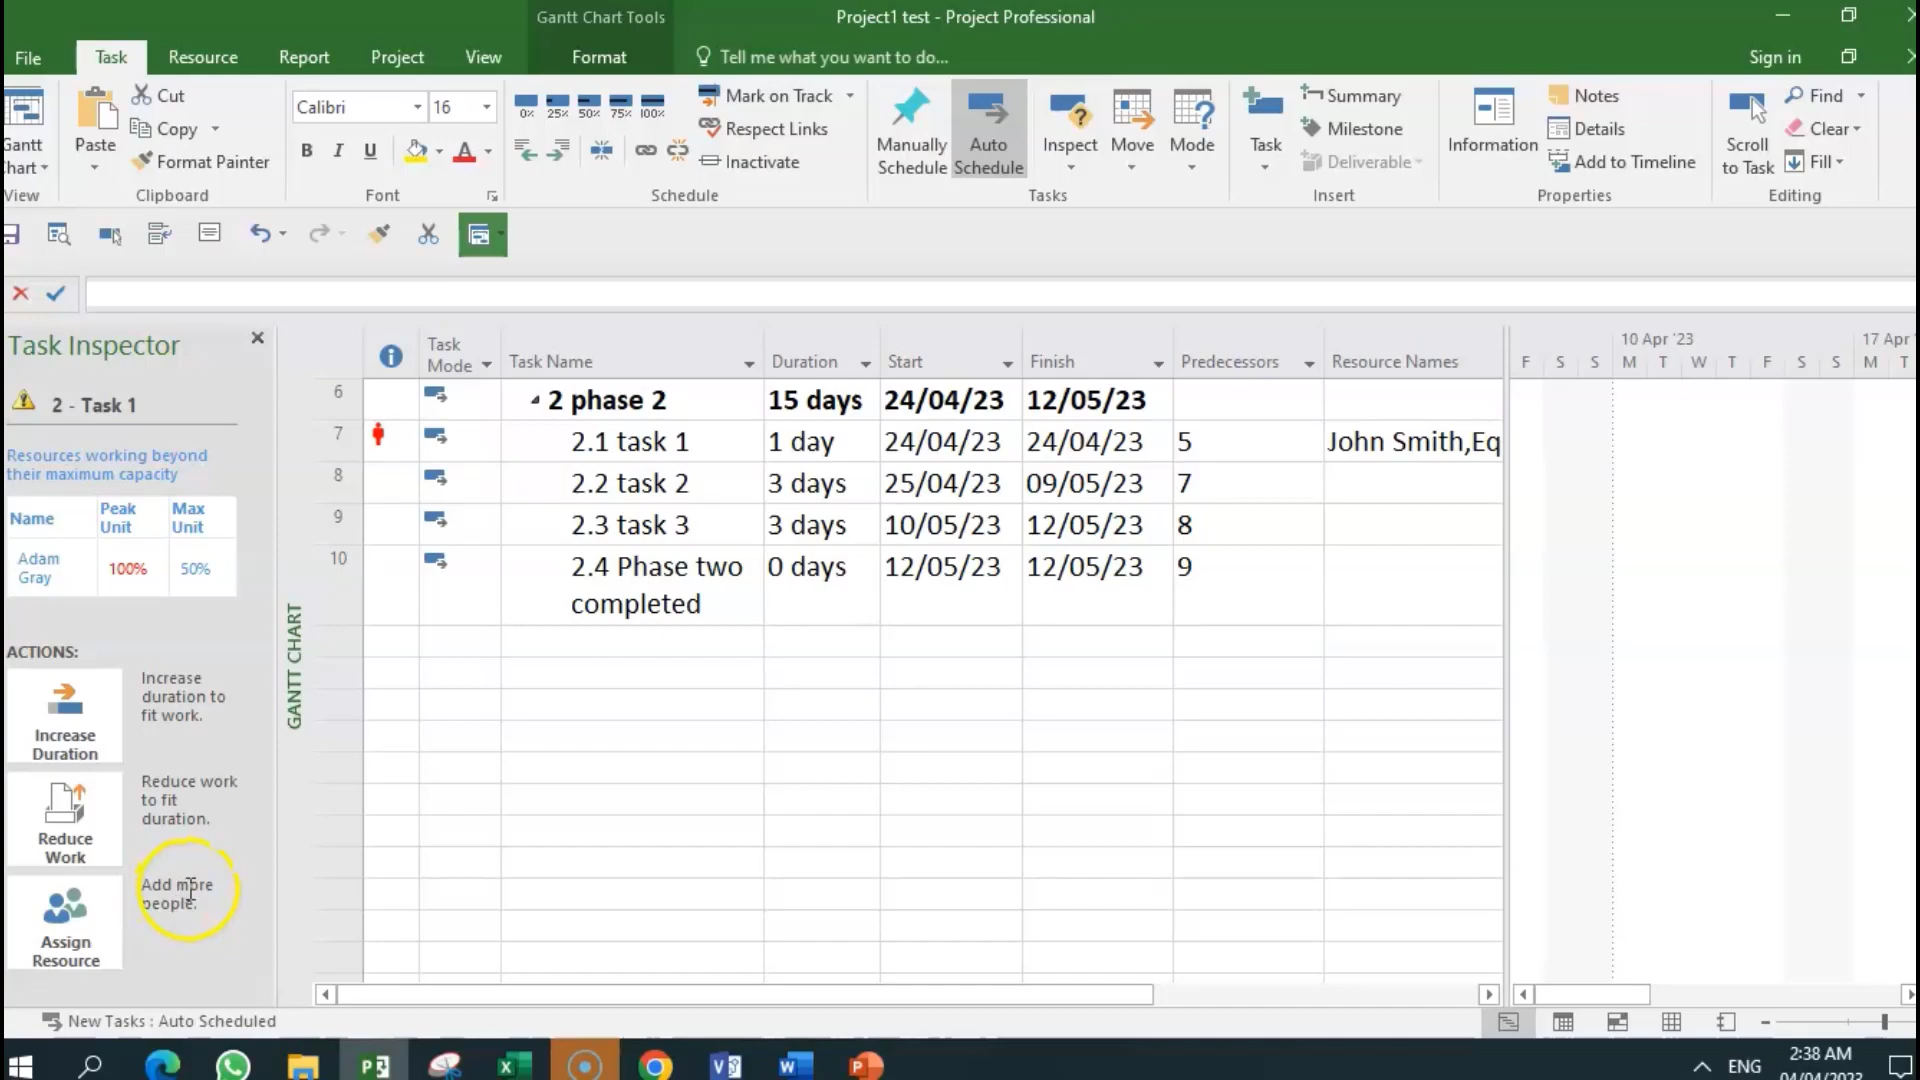 Gantt Chart Tools
Project1 test - Project Professional
File
Task
Resource
Report
Project
View
Format
Tell me what you want to do...
Sign in
Gantt
Chart
View
Paste
Cut
Copy
Format Painter
Clipboard
Calibri
16
B I U
A
Font
0% 25% 50% 75% 100%
Mark on Track
Respect Links
Inactivate
Schedule
Manually
Schedule
Auto
Schedule
Inspect
Move
Mode
Tasks
Task
Summary
Milestone
Deliverable
Insert
Information
Notes
Details
Add to Timeline
Properties
Scroll
to Task
Find
Clear
Fill
Editing
Task Inspector
2 - Task 1
Resources working beyond
their maximum capacity
Name
Peak
Unit
Max
Unit
Adam
Gray
100%
50%
ACTIONS:
Increase
Duration
Increase
duration to
fit work.
Reduce
Work
Reduce work
to fit
duration.
Assign
Resource
Add more
people.
GANTT CHART
Task
Mode
Task Name
Duration
Start
Finish
Predecessors
Resource Names
10 Apr '23
17 Apr
F S S M T W T F S S M T
6 2 phase 2 15 days 24/04/23 12/05/23
7 2.1 task 1 1 day 24/04/23 24/04/23 5 John Smith,Eq
8 2.2 task 2 3 days 25/04/23 09/05/23 7
9 2.3 task 3 3 days 10/05/23 12/05/23 8
10 2.4 Phase two 0 days 12/05/23 12/05/23 9
completed
New Tasks : Auto Scheduled
ENG
2:38 AM